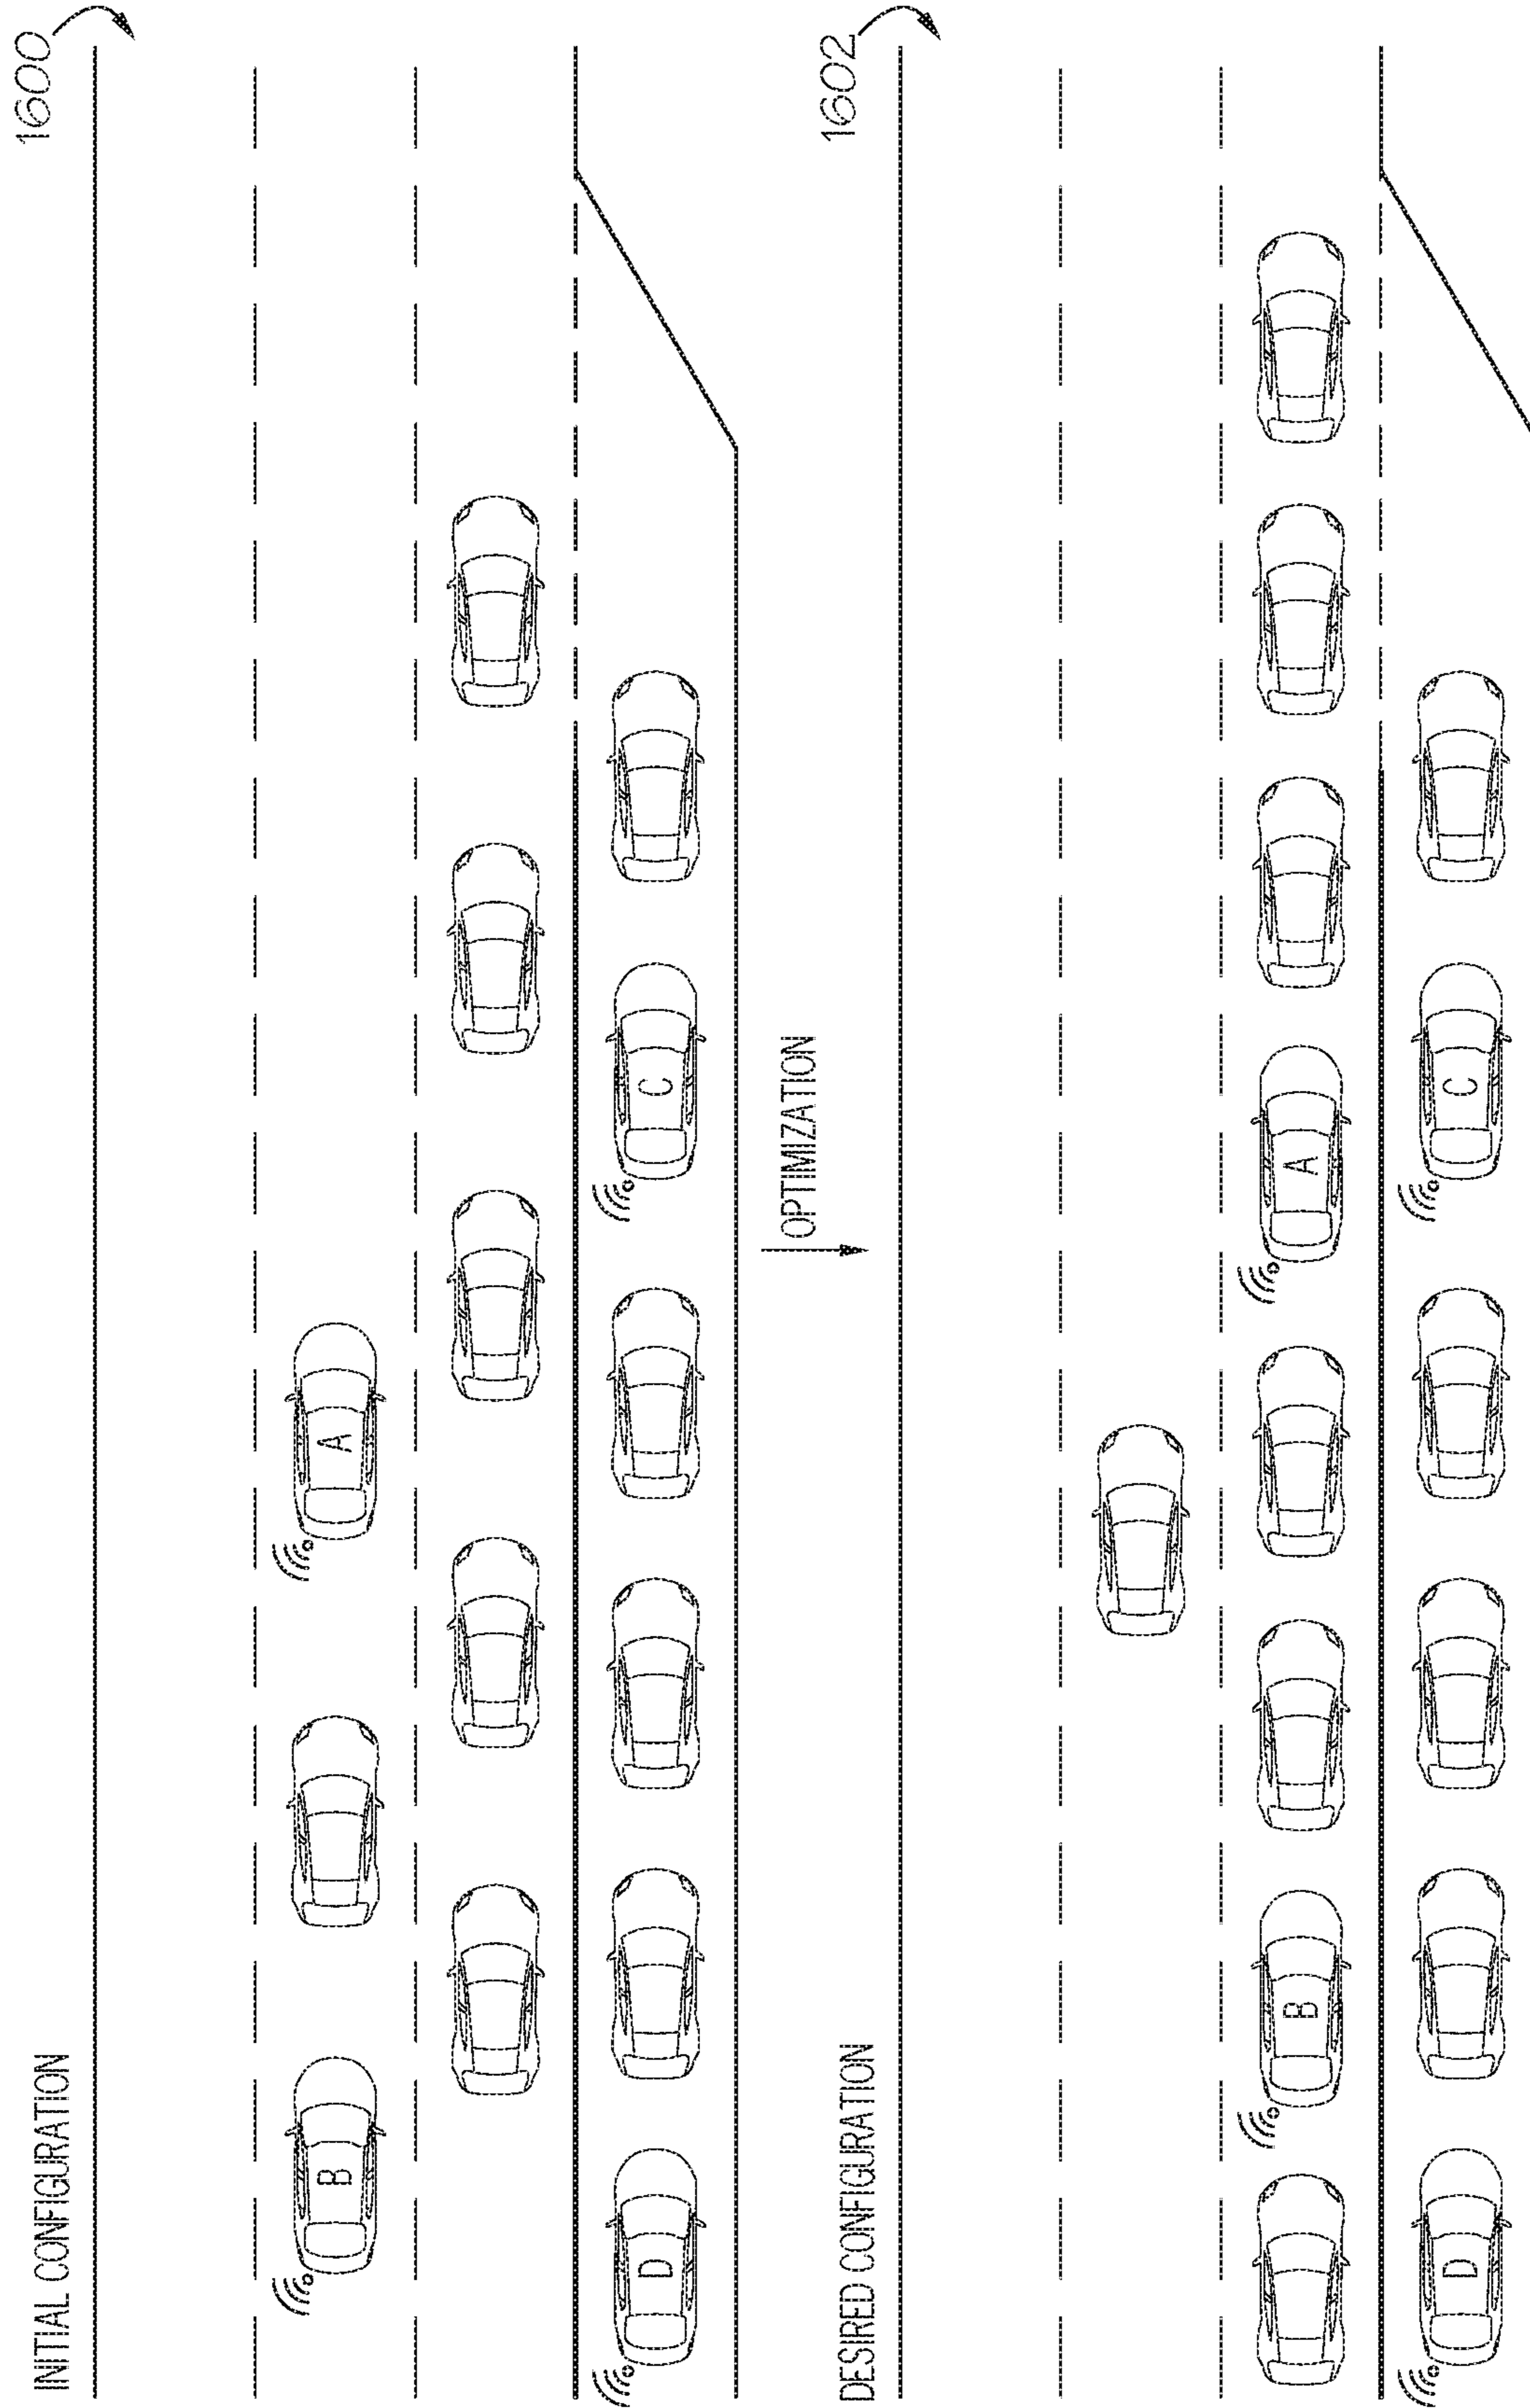 INITIAL CONFIGURATION
1600
B
A
D
C
OPTIMIZATION
DESIRED CONFIGURATION
1602
B
A
D
C